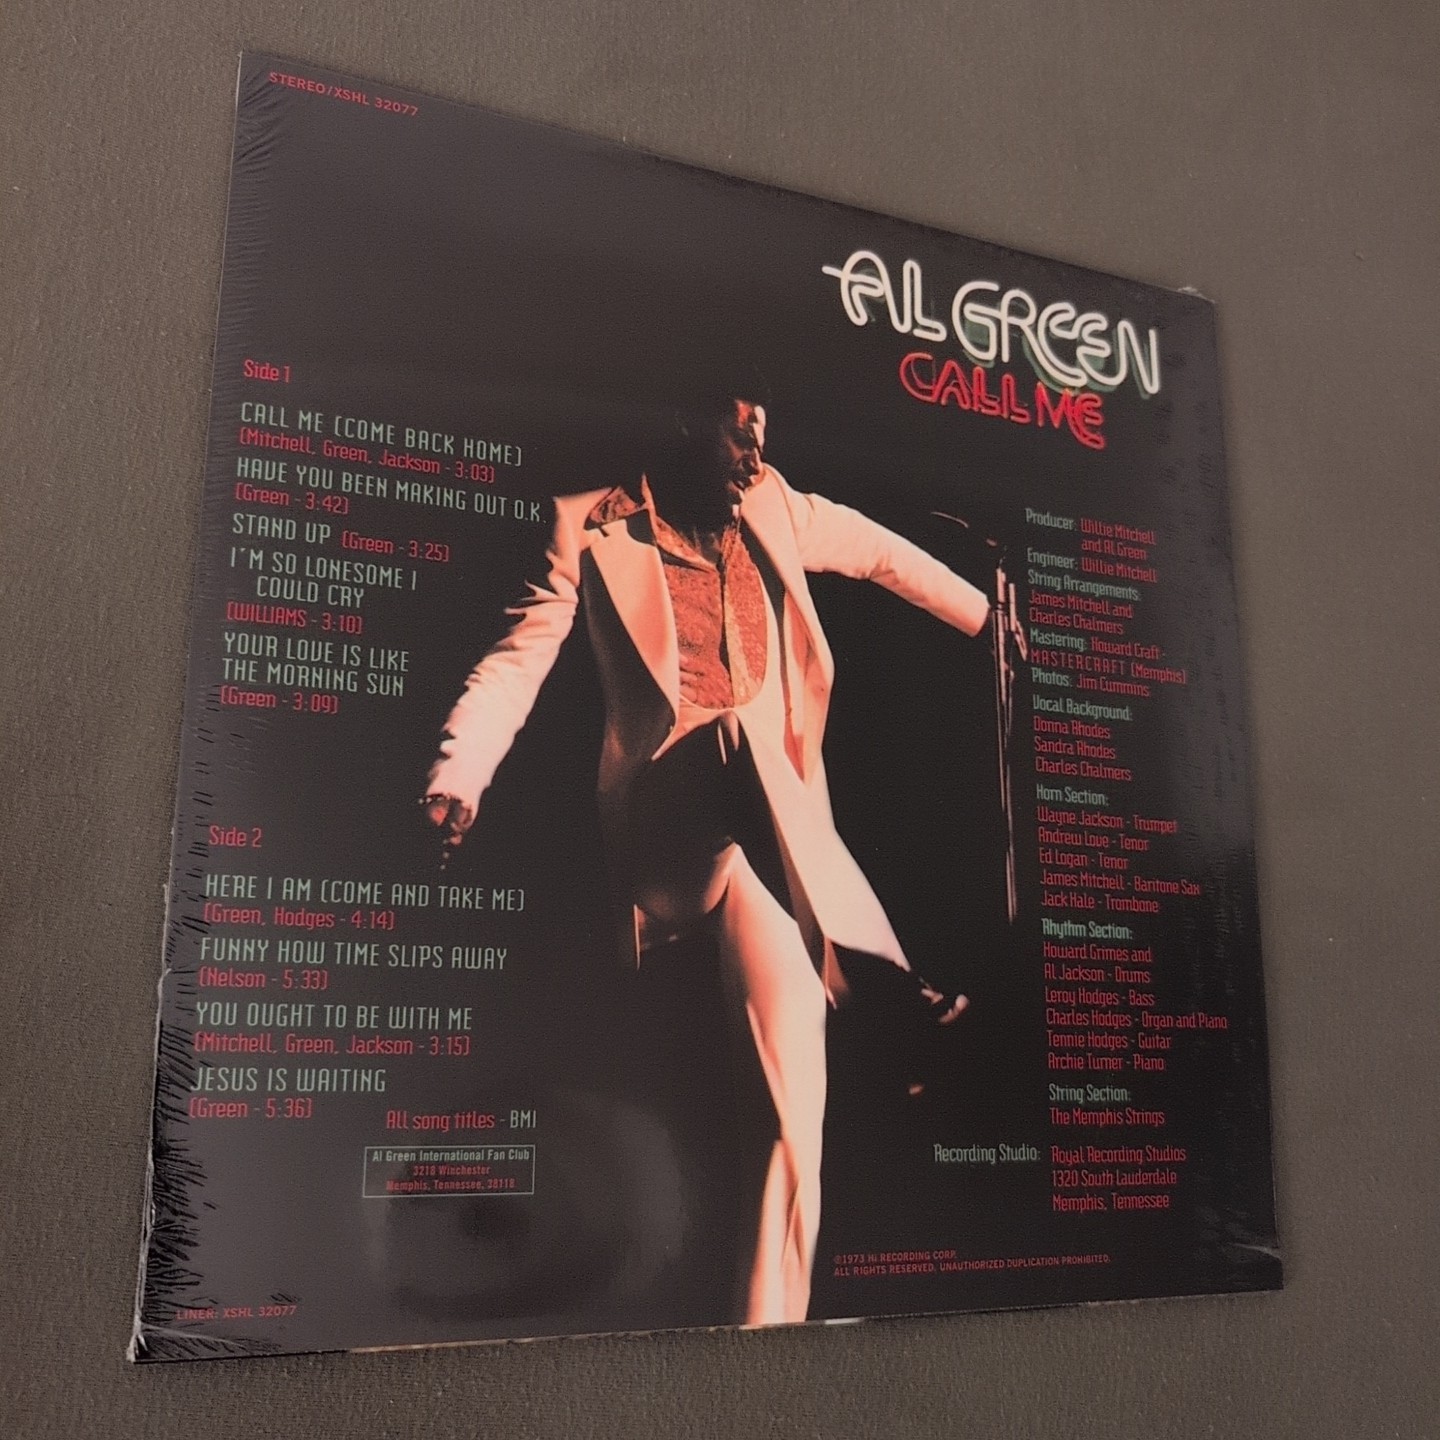 STEREO/XSHL 32077
AL GREEN
CALL ME
Side 1
CALL ME (COME BACK HOME)
(Mitchell, Green, Jackson - 3:03)
HAVE YOU BEEN MAKING OUT O.K.
(Green - 3:42)
STAND UP (Green - 3:25)
I'M SO LONESOME I
COULD CRY
(WILLIAMS - 3:10)
YOUR LOVE IS LIKE
THE MORNING SUN
(Green - 3:09)
Side 2
HERE I AM (COME AND TAKE ME)
(Green, Hodges - 4:14)
FUNNY HOW TIME SLIPS AWAY
(Nelson - 5:33)
YOU OUGHT TO BE WITH ME
(Mitchell, Green, Jackson - 3:15)
JESUS IS WAITING
(Green - 5:36)
All song titles - BMI
Al Green International Fan Club
3218 Winchester
Memphis, Tennessee, 38118
LINER: XSHL 32077
Producer: Willie Mitchell
and Al Green
Engineer: Willie Mitchell
String Arrangements:
James Mitchell and
Charles Chalmers
Mastering: Howard Craft -
MASTERCRAFT (Memphis)
Photos: Jim Cummins
Vocal Background:
Donna Rhodes
Sandra Rhodes
Charles Chalmers
Horn Section:
Wayne Jackson - Trumpet
Andrew Love - Tenor
Ed Logan - Tenor
James Mitchell - Baritone Sax
Jack Hale - Trombone
Rhythm Section:
Howard Grimes and
Al Jackson - Drums
Leroy Hodges - Bass
Charles Hodges - Organ and Piano
Tennie Hodges - Guitar
Archie Turner - Piano
String Section:
The Memphis Strings
Recording Studio: Royal Recording Studios
1320 South Lauderdale
Memphis, Tennessee
℗1973 Hi RECORDING CORP.
ALL RIGHTS RESERVED. UNAUTHORIZED DUPLICATION PROHIBITED.